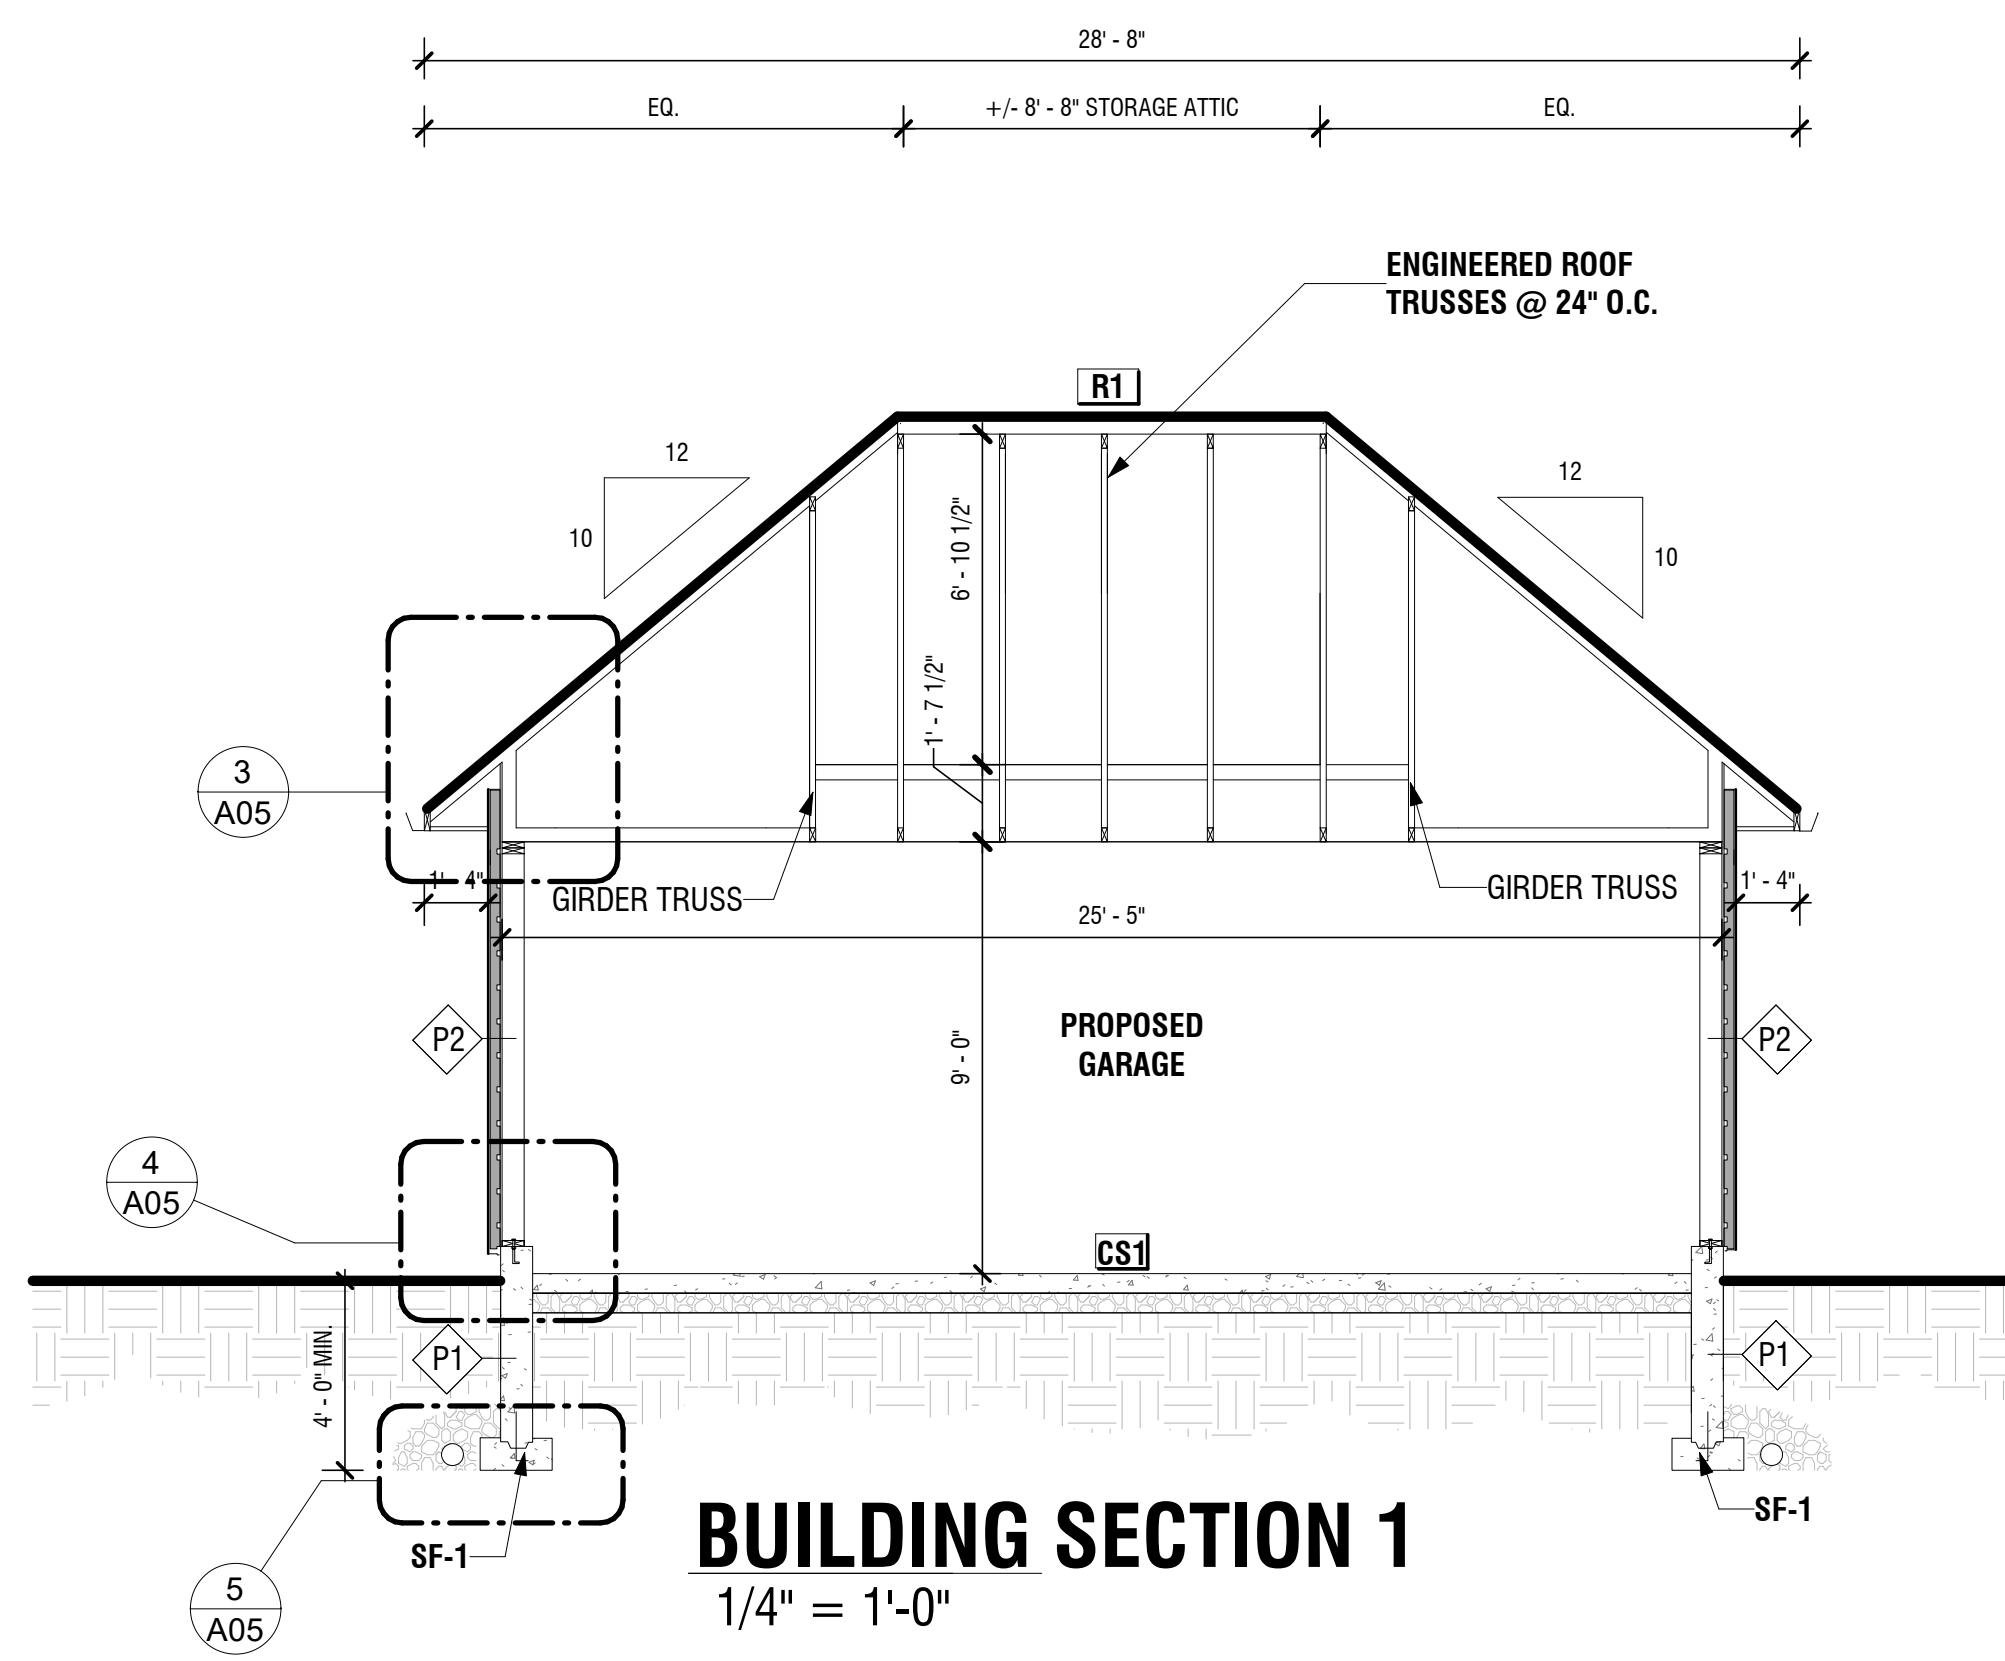 28' - 8"
EQ.
+/- 8' - 8" STORAGE ATTIC
EQ.
ENGINEERED ROOF
TRUSSES @ 24" O.C.
R1
12
10
12
10
6' - 10 1/2"
1' - 7 1/2"
3
A05
1' - 4"
GIRDER TRUSS
GIRDER TRUSS
1' - 4"
25' - 5"
P2
9' - 0"
PROPOSED
GARAGE
P2
4
A05
CS1
4' - 0" MIN.
P1
P1
SF-1
SF-1
5
A05
BUILDING SECTION 1
1/4" = 1'-0"